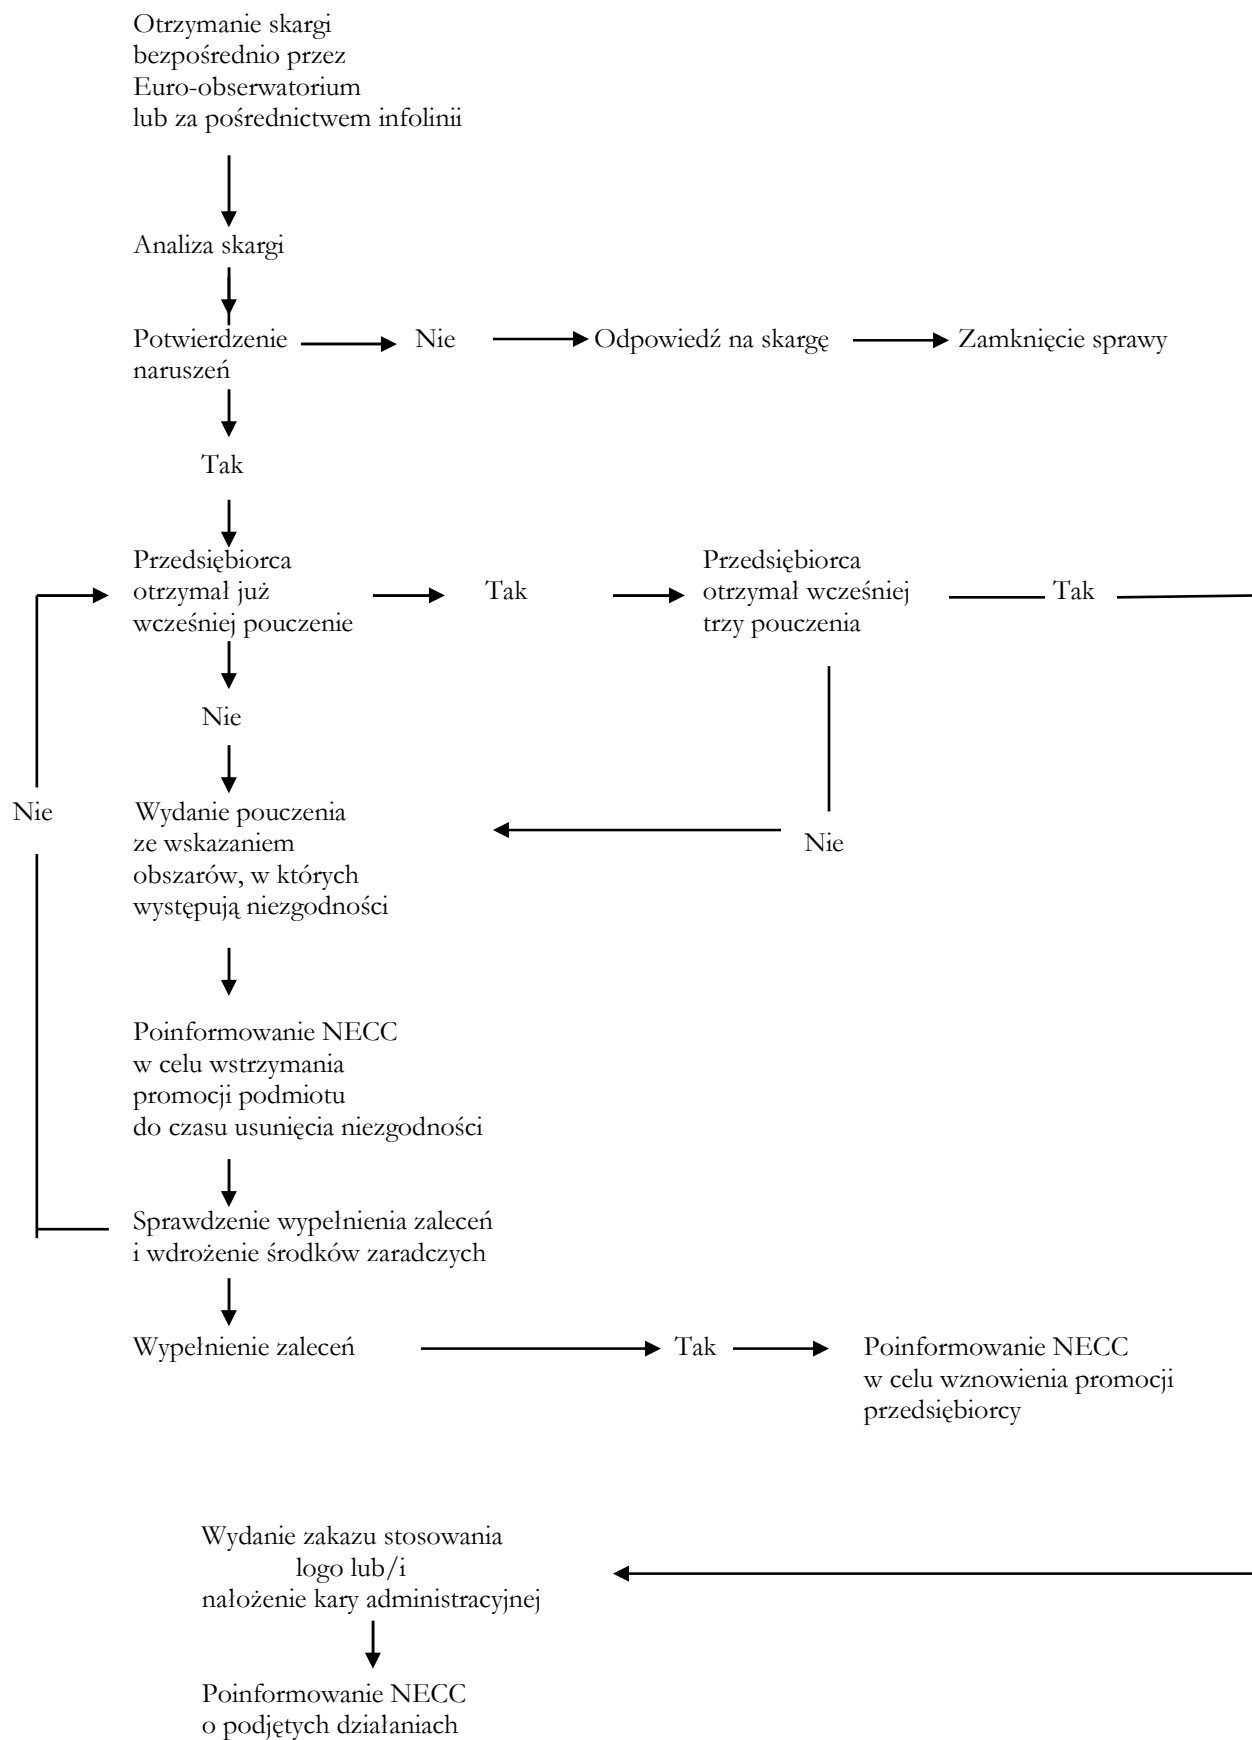 Otrzymanie skargi
bezpośrednio przez
Euro-obserwatorium
lub za pośrednictwem infolinii
Analiza skargi
Potwierdzenie
naruszeń
Nie
Odpowiedź na skargę
Zamknięcie sprawy
Tak
Przedsiębiorca
otrzymał już
wcześniej pouczenie
Tak
Przedsiębiorca
otrzymał wcześniej
trzy pouczenia
Tak
Nie
Nie
Wydanie pouczenia
ze wskazaniem
obszarów, w których
występują niezgodności
Nie
Poinformowanie NECC
w celu wstrzymania
promocji podmiotu
do czasu usunięcia niezgodności
Sprawdzenie wypełnienia zaleceń
i wdrożenie środków zaradczych
Wypełnienie zaleceń
Tak
Poinformowanie NECC
w celu wznowienia promocji
przedsiębiorcy
Wydanie zakazu stosowania
logo lub/i
nałożenie kary administracyjnej
Poinformowanie NECC
o podjętych działaniach